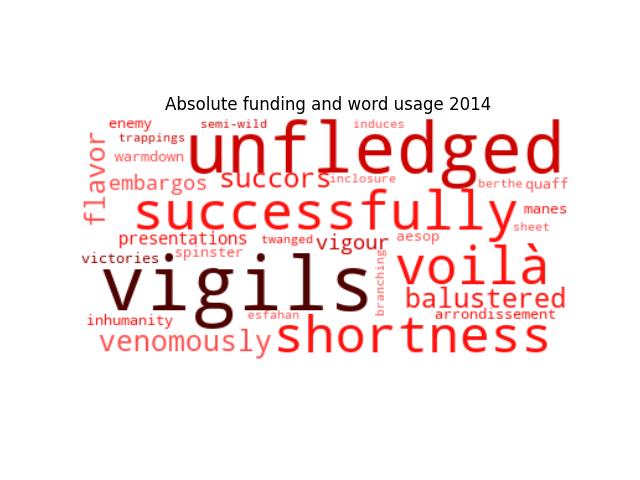 Absolute funding and word usage 2014
enemy
semi-wild
induces
trappings
unfledged
flavor
warmdown
embargos
succors
inclosure
berthe
quaff
successfully
manes
sheet
presentations
twanged
vigour
aesop
victories
spinster
vigils
branching
voilà
balustered
inhumanity
esfahan
arrondissement
venomously
shortness